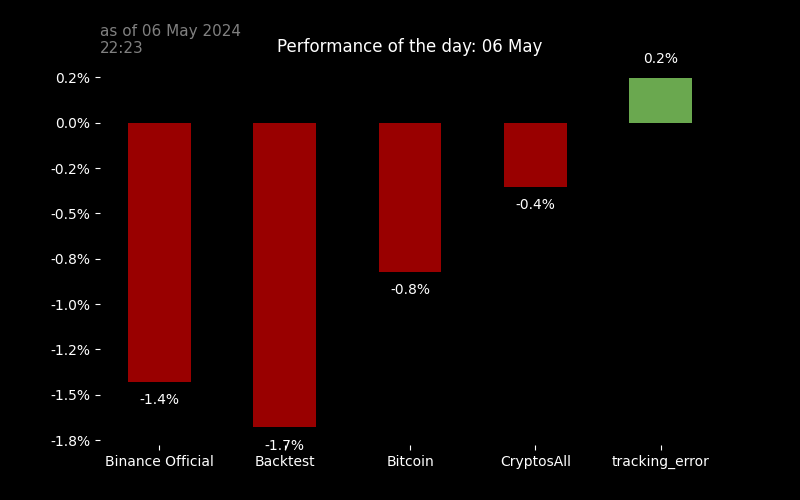 as of 06 May 2024
22:23
Performance of the day: 06 May
0.2%
0.2%
0.0%
-0.2%
-0.5%
-0.8%
-1.0%
-1.2%
-1.5%
-1.8%
-0.4%
-0.8%
-1.4%
-1.7%
Binance Official
Backtest
Bitcoin
CryptosAll
tracking_error